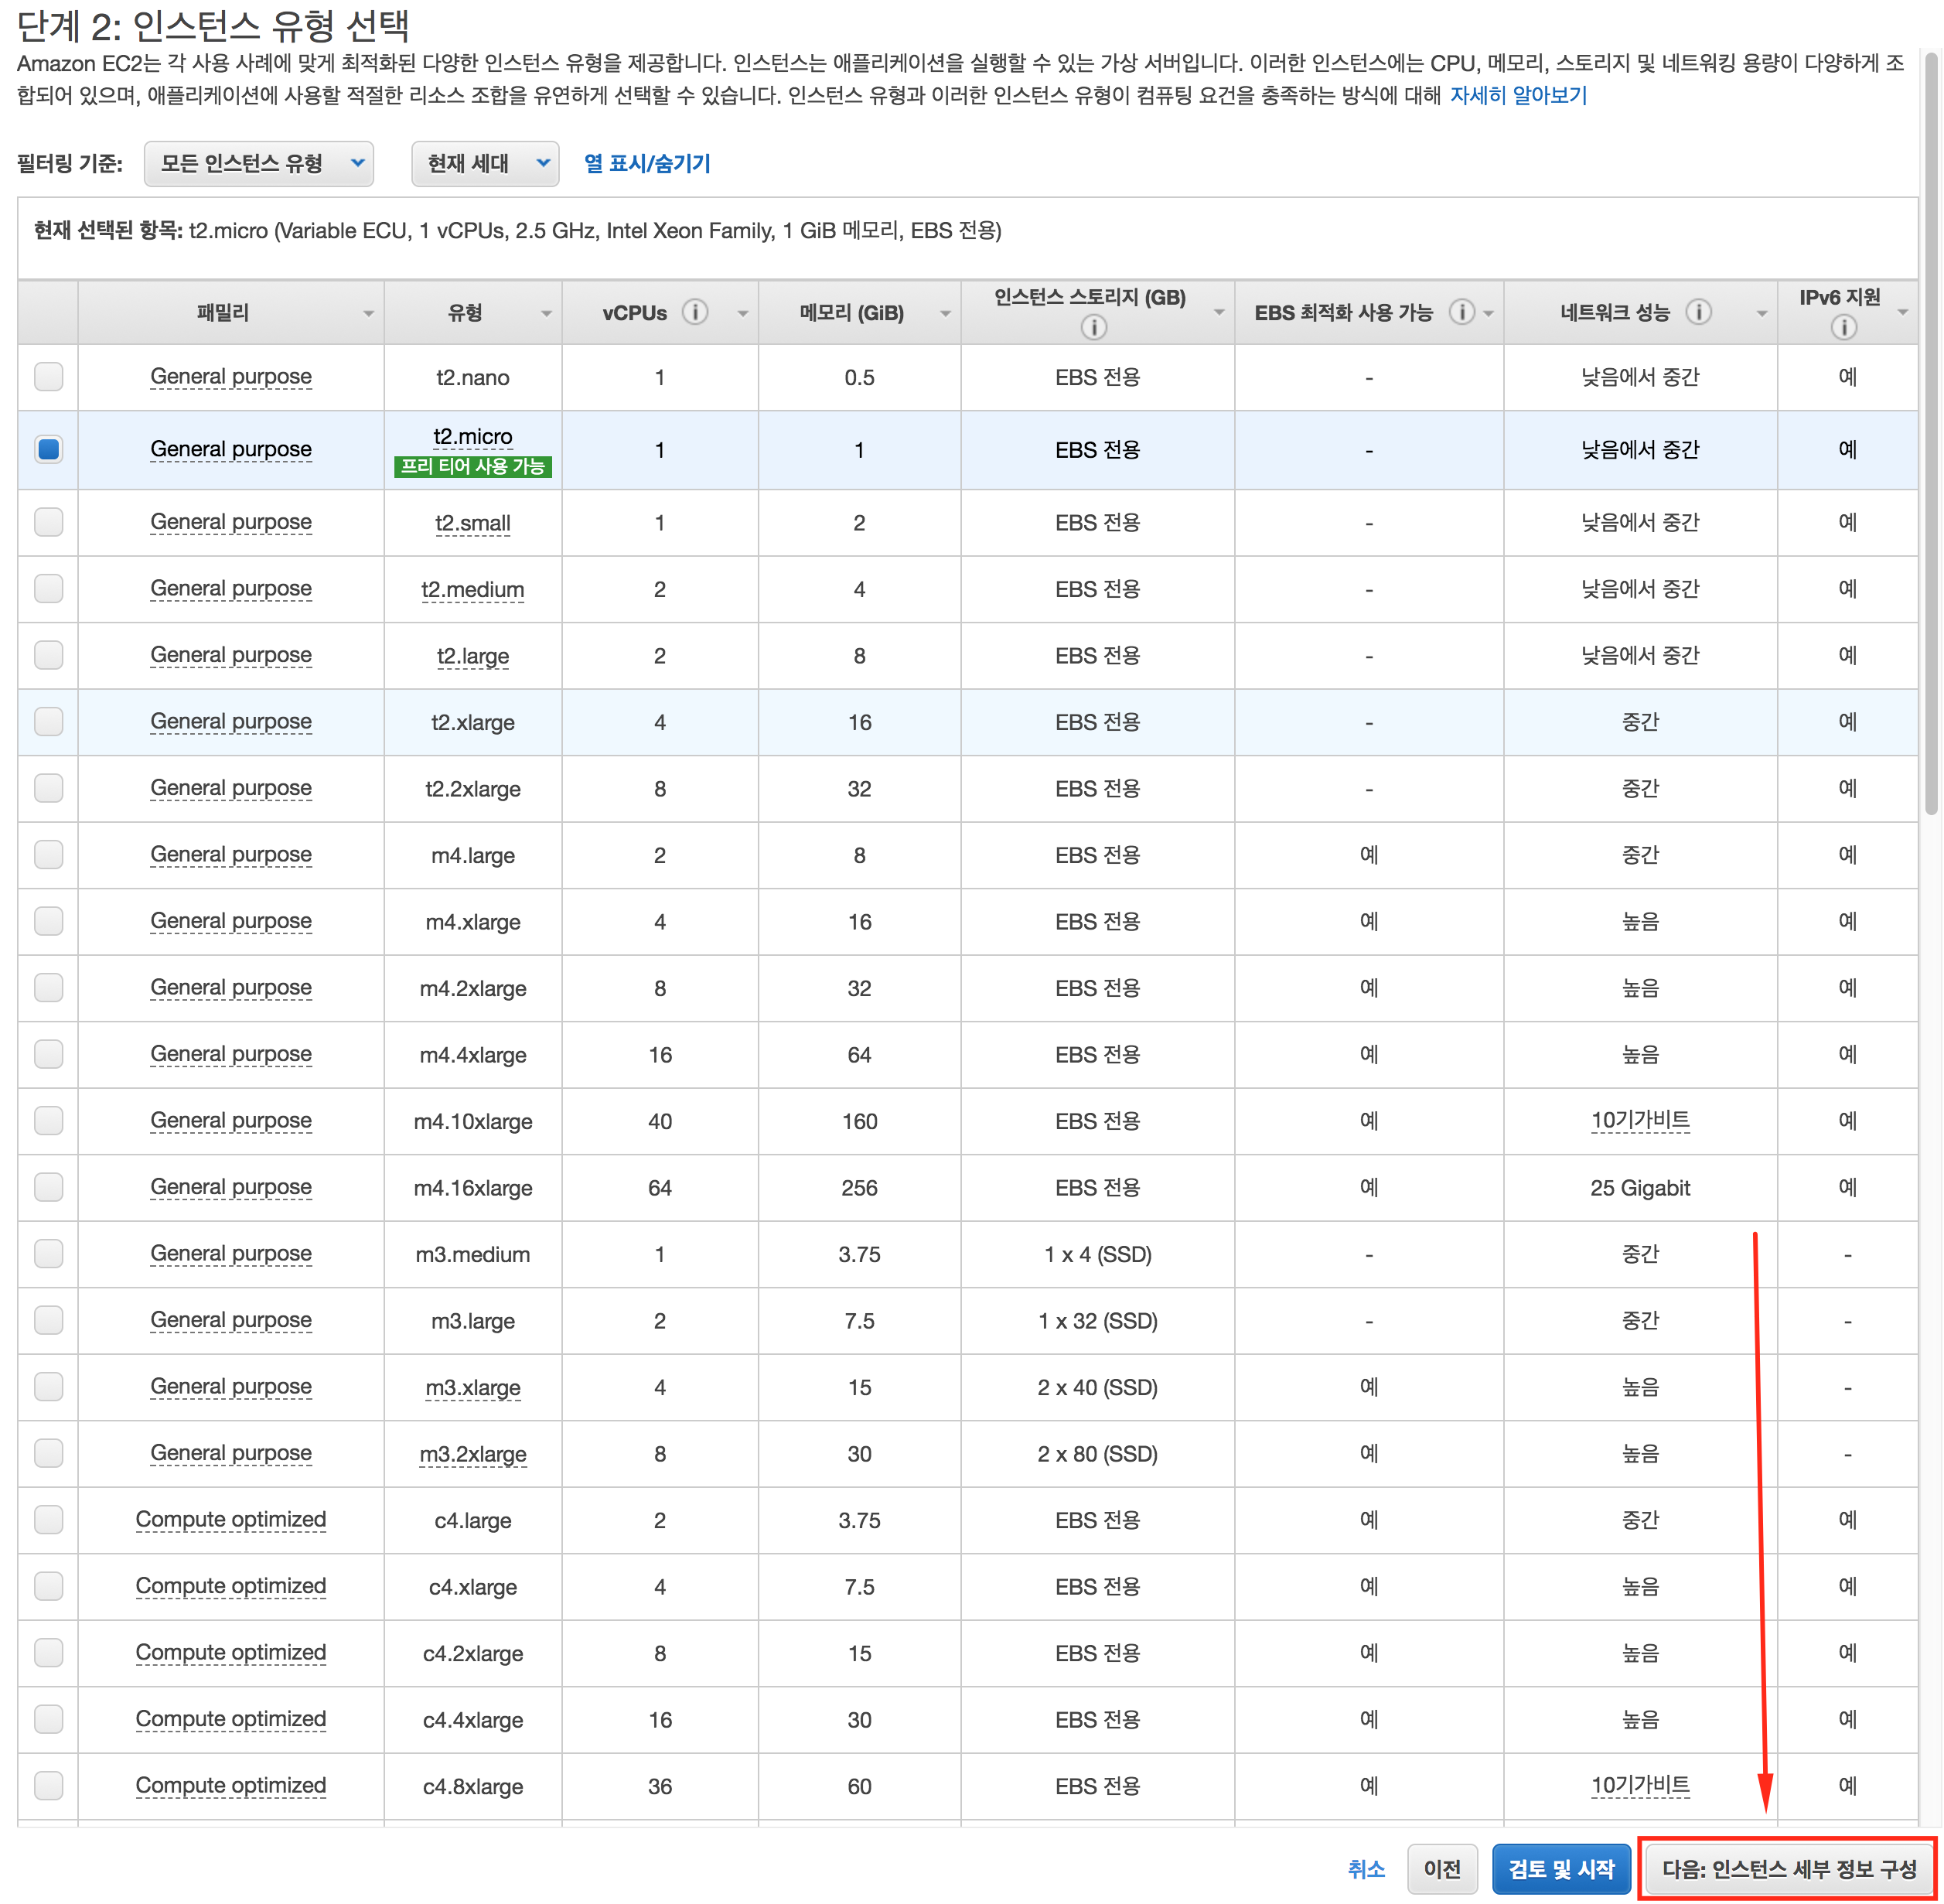 단계 2: 인스턴스 유형 선택
Amazon EC2는 각 사용 사례에 맞게 최적화된 다양한 인스턴스 유형을 제공합니다. 인스턴스는 애플리케이션을 실행할 수 있는 가상 서버입니다. 이러한 인스턴스에는 CPU, 메모리, 스토리지 및 네트워킹 용량이 다양하게 조
합되어 있으며, 애플리케이션에 사용할 적절한 리소스 조합을 유연하게 선택할 수 있습니다. 인스턴스 유형과 이러한 인스턴스 유형이 컴퓨팅 요건을 충족하는 방식에 대해 자세히 알아보기
필터링 기준: 모든 인스턴스 유형 현재 세대 열 표시/숨기기
현재 선택된 항목: t2.micro (Variable ECU, 1 vCPUs, 2.5 GHz, Intel Xeon Family, 1 GiB 메모리, EBS 전용)
패밀리 유형 vCPUs 메모리 (GiB) 인스턴스 스토리지 (GB) EBS 최적화 사용 가능 네트워크 성능 IPv6 지원
General purpose t2.nano 1 0.5 EBS 전용 - 낮음에서 중간 예
General purpose t2.micro 프리 티어 사용 가능 1 1 EBS 전용 - 낮음에서 중간 예
General purpose t2.small 1 2 EBS 전용 - 낮음에서 중간 예
General purpose t2.medium 2 4 EBS 전용 - 낮음에서 중간 예
General purpose t2.large 2 8 EBS 전용 - 낮음에서 중간 예
General purpose t2.xlarge 4 16 EBS 전용 - 중간 예
General purpose t2.2xlarge 8 32 EBS 전용 - 중간 예
General purpose m4.large 2 8 EBS 전용 예 중간 예
General purpose m4.xlarge 4 16 EBS 전용 예 높음 예
General purpose m4.2xlarge 8 32 EBS 전용 예 높음 예
General purpose m4.4xlarge 16 64 EBS 전용 예 높음 예
General purpose m4.10xlarge 40 160 EBS 전용 예 10기가비트 예
General purpose m4.16xlarge 64 256 EBS 전용 예 25 Gigabit 예
General purpose m3.medium 1 3.75 1 x 4 (SSD) - 중간 -
General purpose m3.large 2 7.5 1 x 32 (SSD) - 중간 -
General purpose m3.xlarge 4 15 2 x 40 (SSD) 예 높음 -
General purpose m3.2xlarge 8 30 2 x 80 (SSD) 예 높음 -
Compute optimized c4.large 2 3.75 EBS 전용 예 중간 예
Compute optimized c4.xlarge 4 7.5 EBS 전용 예 높음 예
Compute optimized c4.2xlarge 8 15 EBS 전용 예 높음 예
Compute optimized c4.4xlarge 16 30 EBS 전용 예 높음 예
Compute optimized c4.8xlarge 36 60 EBS 전용 예 10기가비트 예
취소 이전 검토 및 시작 다음: 인스턴스 세부 정보 구성